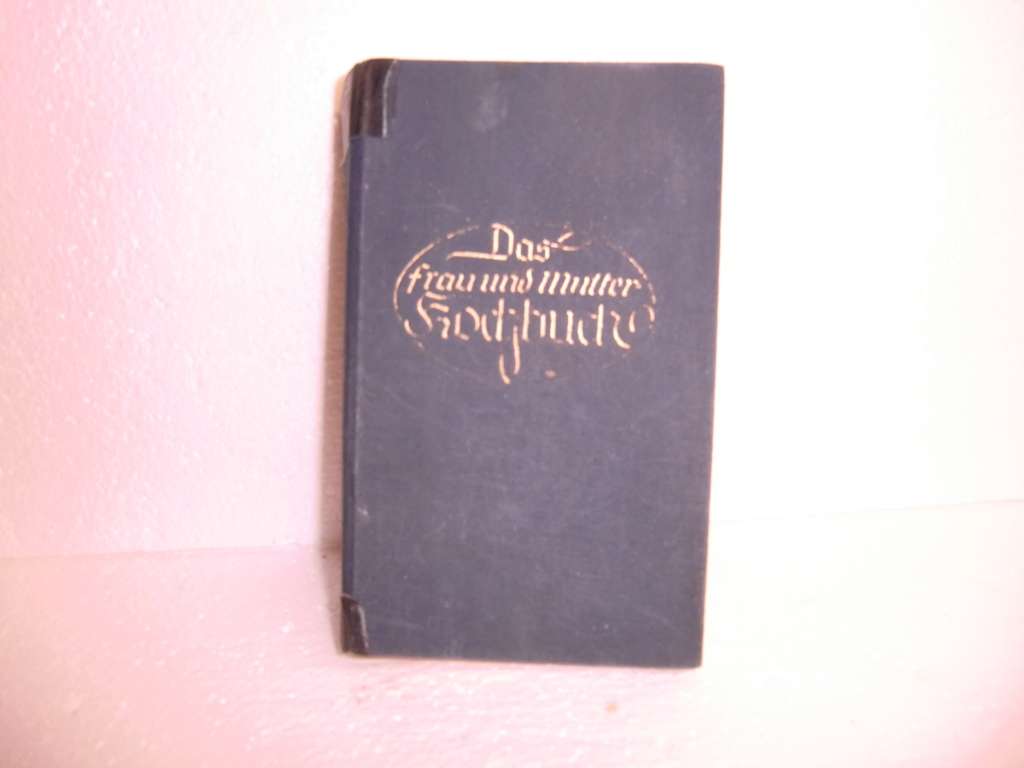 Das
frau und Mutter
Kochbuch